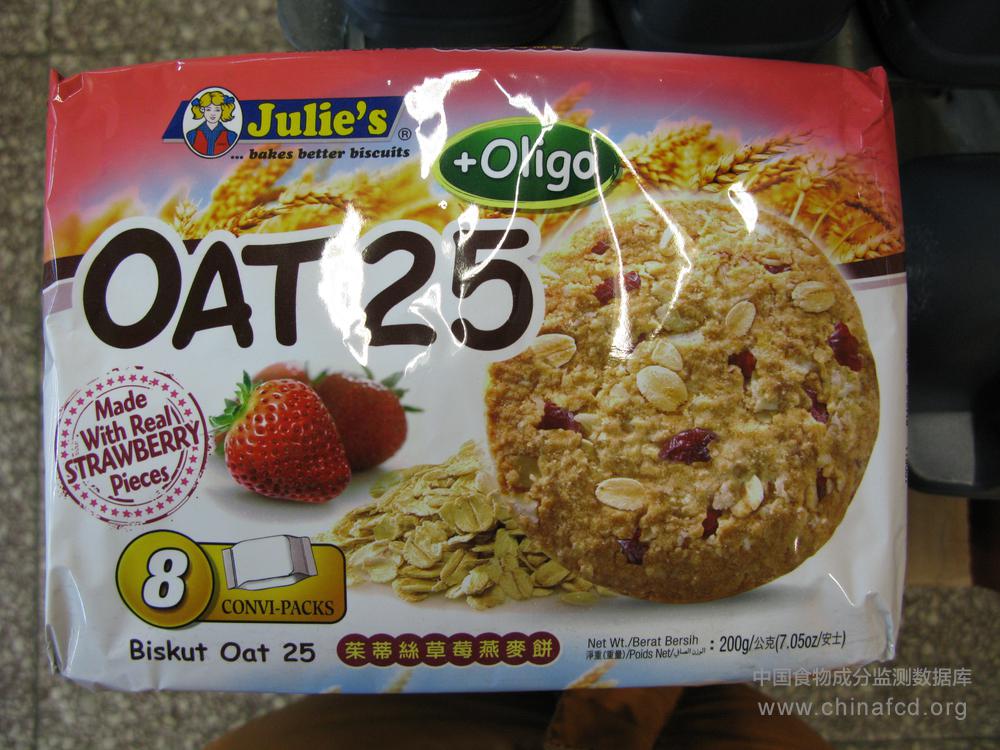 Julie's ®
... bakes better biscuits
+Oligo
OAT 25
Made
With Real
STRAWBERRY
Pieces
8
CONVI-PACKS
Biskut Oat 25
茱蒂絲草莓燕麥餅
Net Wt./Berat Bersih
淨重(重量)/Poids Net/الوزن الصافي
: 200g/公克(7.05oz/安士)
中国食物成分监测数据库
www.chinafcd.org